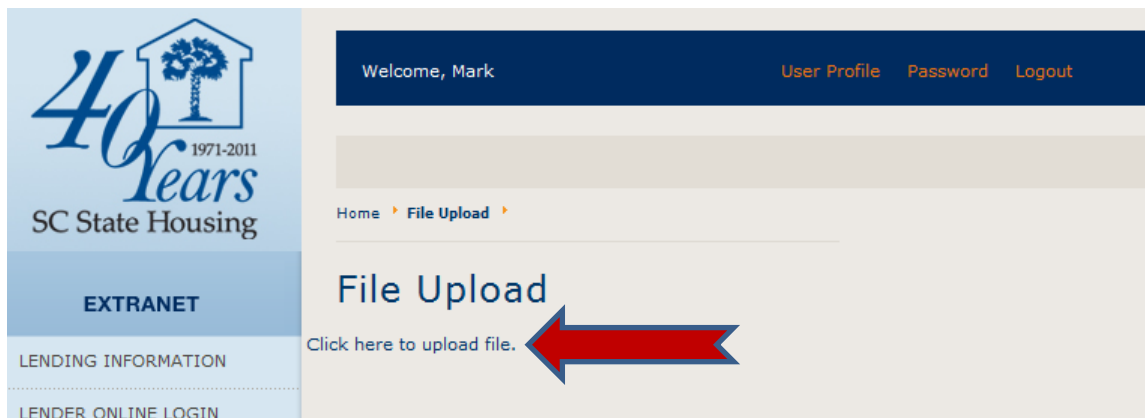 40
1971-2011
Years
SC State Housing
EXTRANET
LENDING INFORMATION
LENDER ONLINE LOGIN
Welcome, Mark
User Profile Password Logout
Home File Upload
File Upload
Click here to upload file.